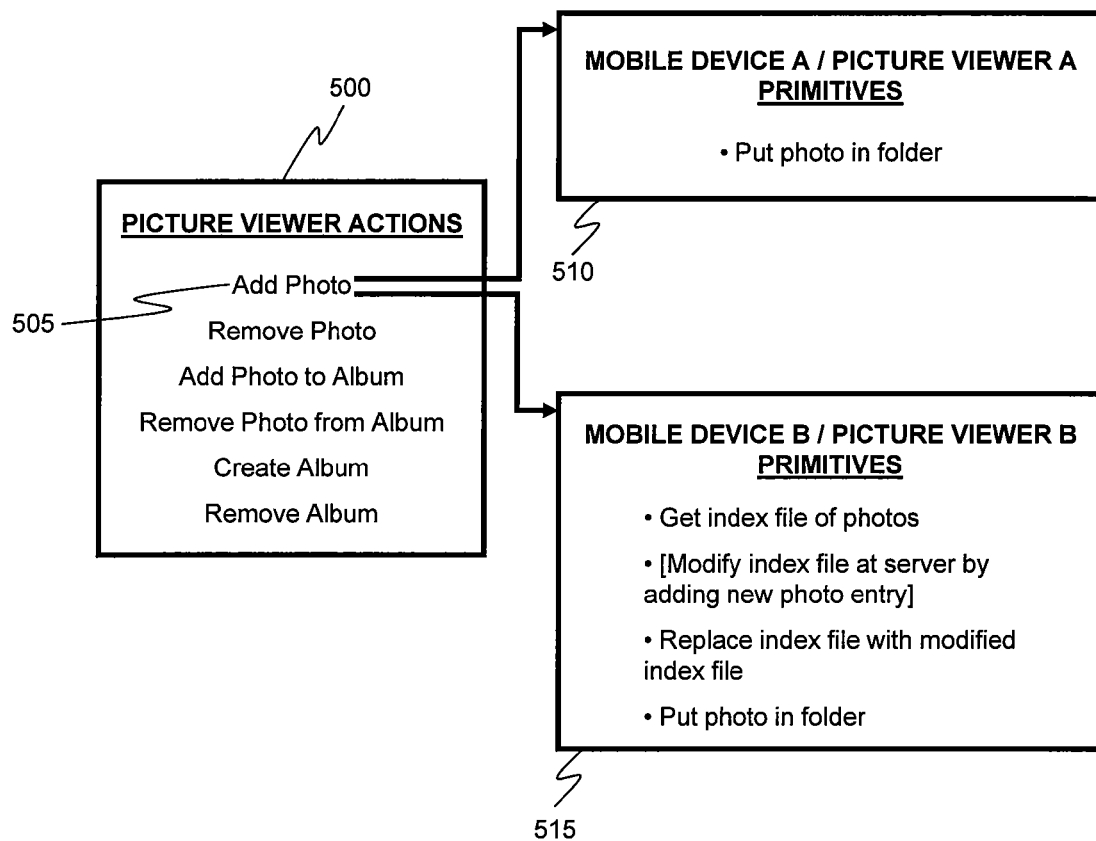 500
PICTURE VIEWER ACTIONS
Add Photo
505
Remove Photo
Add Photo to Album
Remove Photo from Album
Create Album
Remove Album
MOBILE DEVICE A / PICTURE VIEWER A
PRIMITIVES
• Put photo in folder
510
MOBILE DEVICE B / PICTURE VIEWER B
PRIMITIVES
• Get index file of photos
• [Modify index file at server by
adding new photo entry]
• Replace index file with modified
index file
• Put photo in folder
515